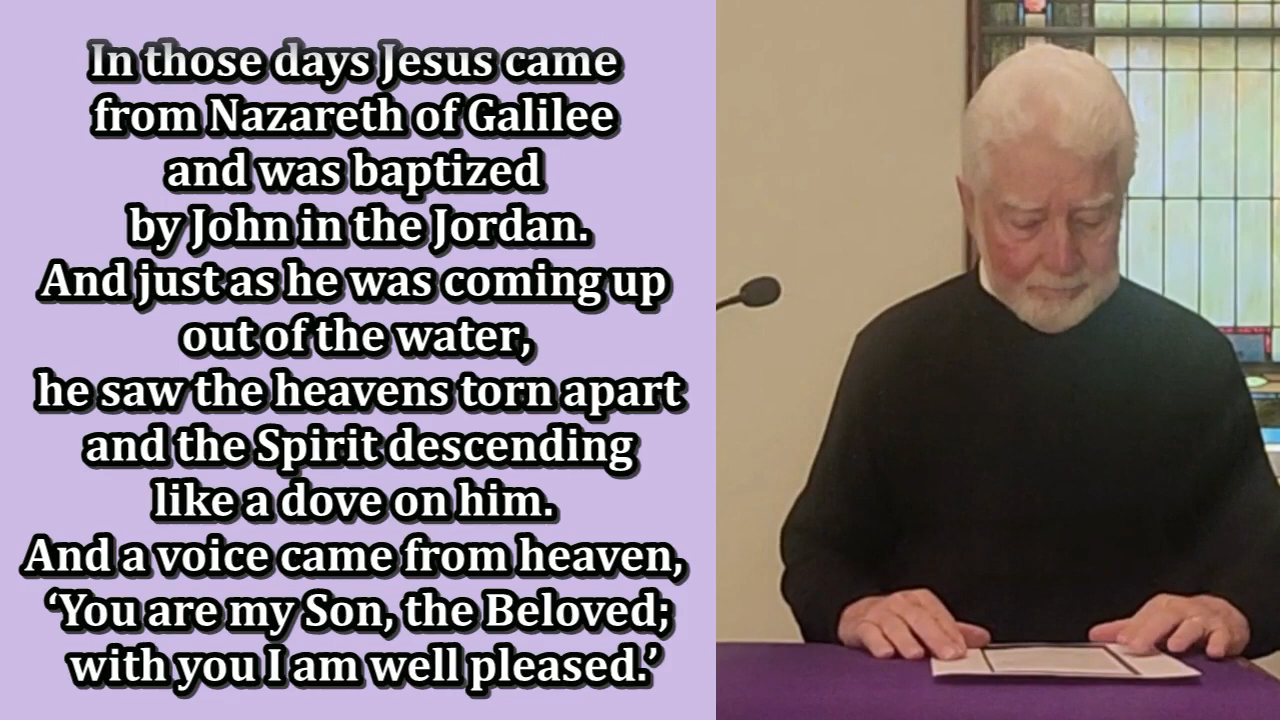 In those days Jesus came
from Nazareth of Galilee
and was baptized
by John in the Jordan.
And just as he was coming up
out of the water,
he saw the heavens torn apart
and the Spirit descending
like a dove on him.
And a voice came from heaven,
‘You are my Son, the Beloved;
with you I am well pleased.’